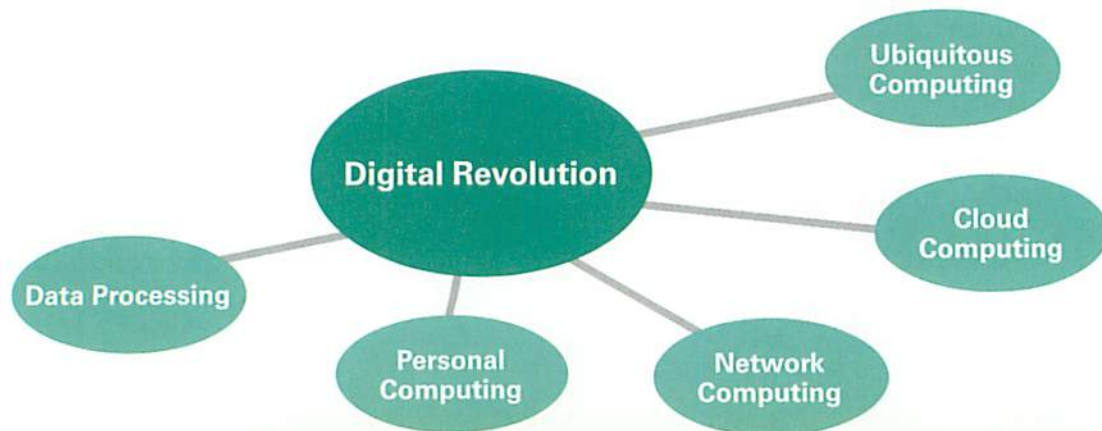 Digital Revolution
Data Processing
Personal
Computing
Network
Computing
Cloud
Computing
Ubiquitous
Computing